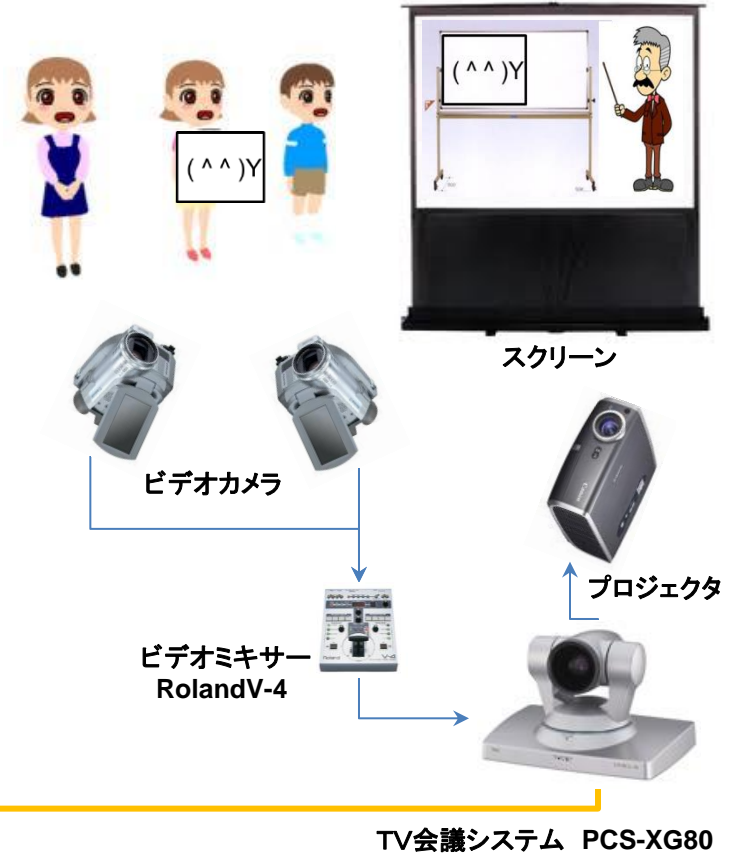 ( ^ ^ )Y
( ^ ^ )Y
スクリーン
ビデオカメラ
プロジェクタ
ビデオミキサー
RolandV-4
TV会議システム PCS-XG80